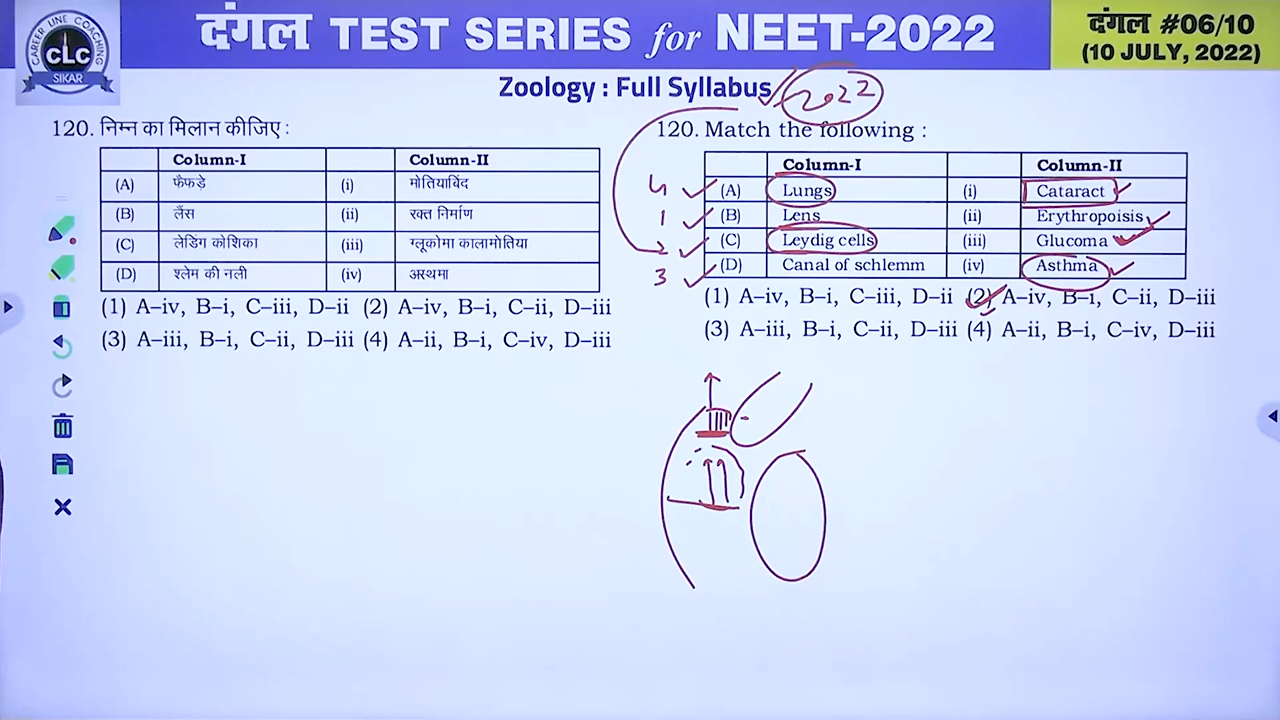 CAREER LINE COACHING
CLC
SIKAR
दंगल TEST SERIES for NEET-2022
दंगल #06/10
(10 JULY, 2022)
Zoology : Full Syllabus
2022
120. निम्न का मिलान कीजिए :
Column-I Column-II
(A) फैफडे (i) मोतियाबिंद
(B) लैंस (ii) रक्त निर्माण
(C) लेडिंग कोशिका (iii) ग्लूकोमा कालामोतिया
(D) श्लेम की नली (iv) अस्थमा
(1) A–iv, B–i, C–iii, D–ii (2) A–iv, B–i, C–ii, D–iii
(3) A–iii, B–i, C–ii, D–iii (4) A–ii, B–i, C–iv, D–iii
120. Match the following :
Column-I Column-II
4 (A) Lungs (i) Cataract
1 (B) Lens (ii) Erythropoisis
2 (C) Leydig cells (iii) Glucoma
3 (D) Canal of schlemm (iv) Asthma
(1) A–iv, B–i, C–iii, D–ii (2) A–iv, B–i, C–ii, D–iii
(3) A–iii, B–i, C–ii, D–iii (4) A–ii, B–i, C–iv, D–iii